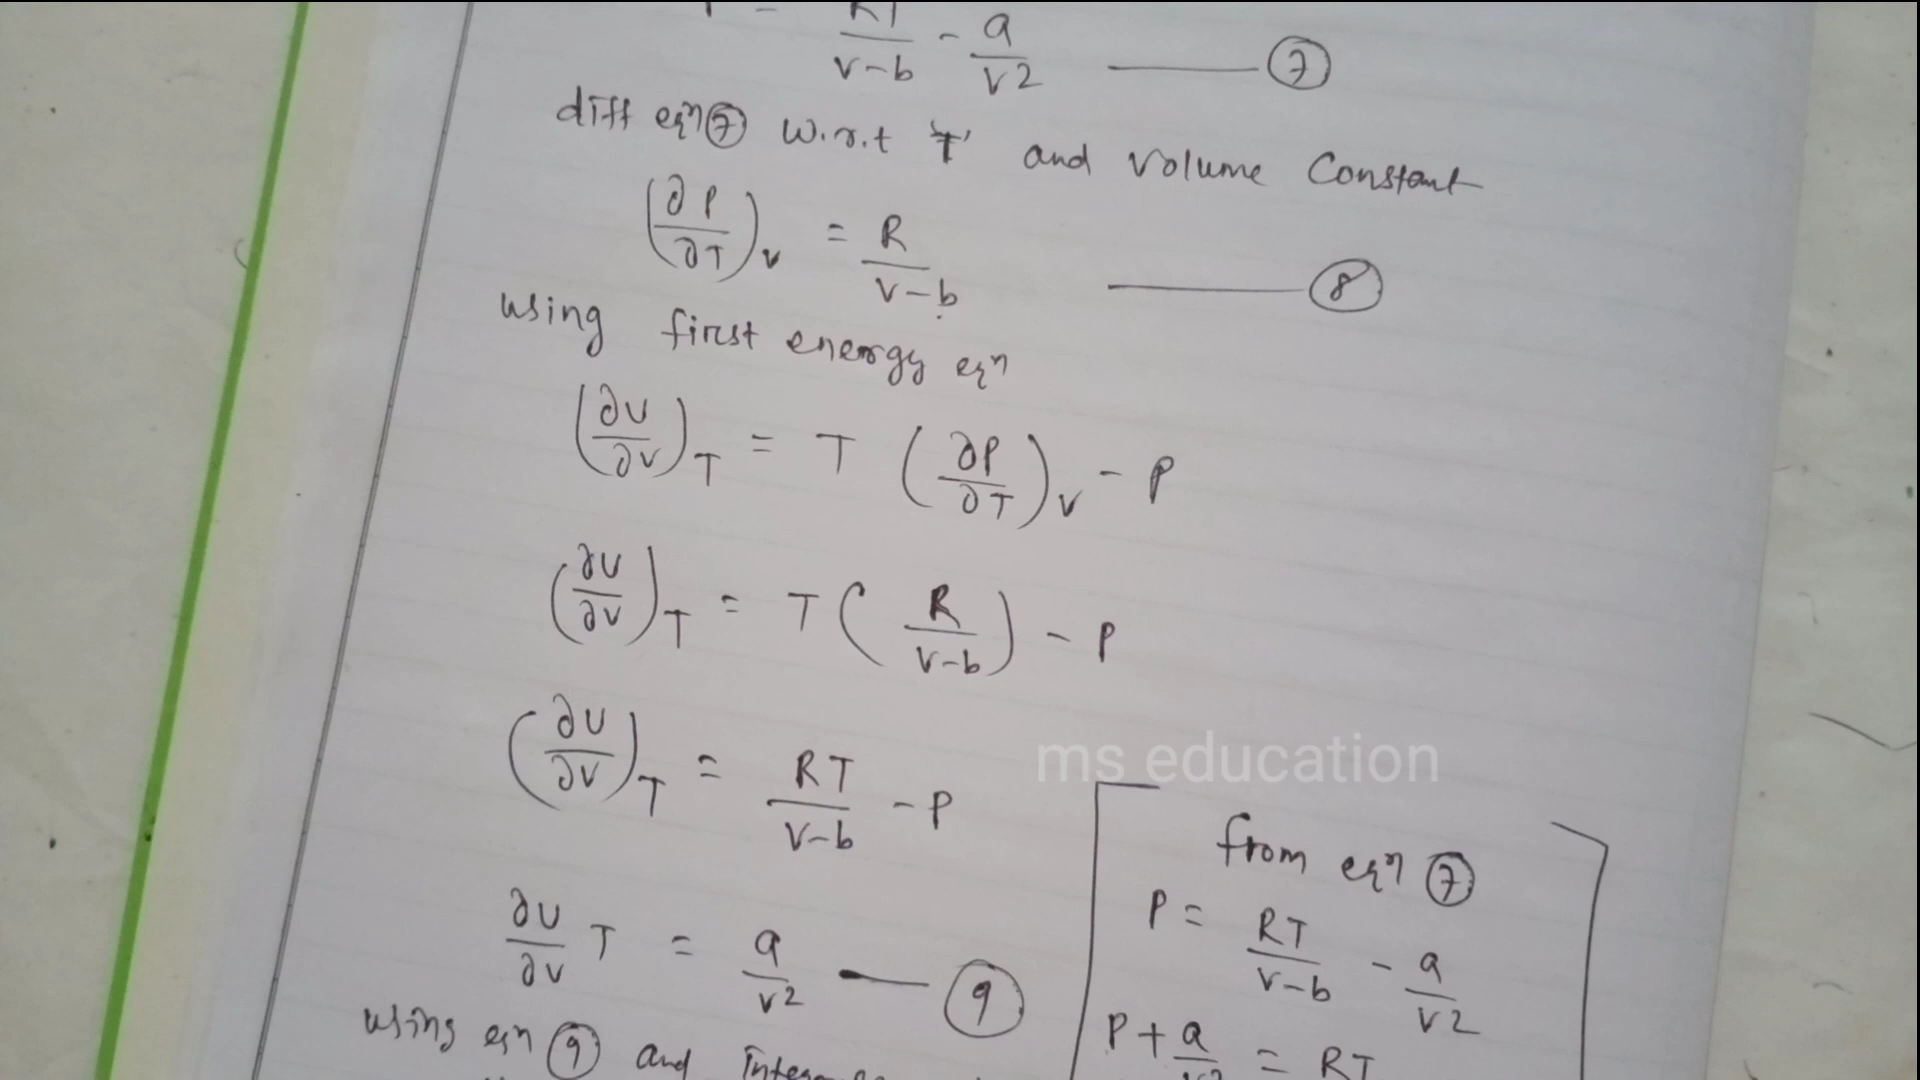 P = RT/V-b - a/V2 —— ⑦
diff eqn ⑦ w.r.t 'T' and volume Constant
(∂P/∂T)V = R/V-b —— ⑧
using first energy eqn
(∂U/∂V)T = T (∂P/∂T)V - P
(∂U/∂V)T = T (R/V-b) - P
(∂U/∂V)T = RT/V-b - P
ms education
∂U/∂V T = a/V2 —— ⑨
using eqn ⑨ and
from eqn ⑦
P = RT/V-b - a/V2
P + a/V2 = RT